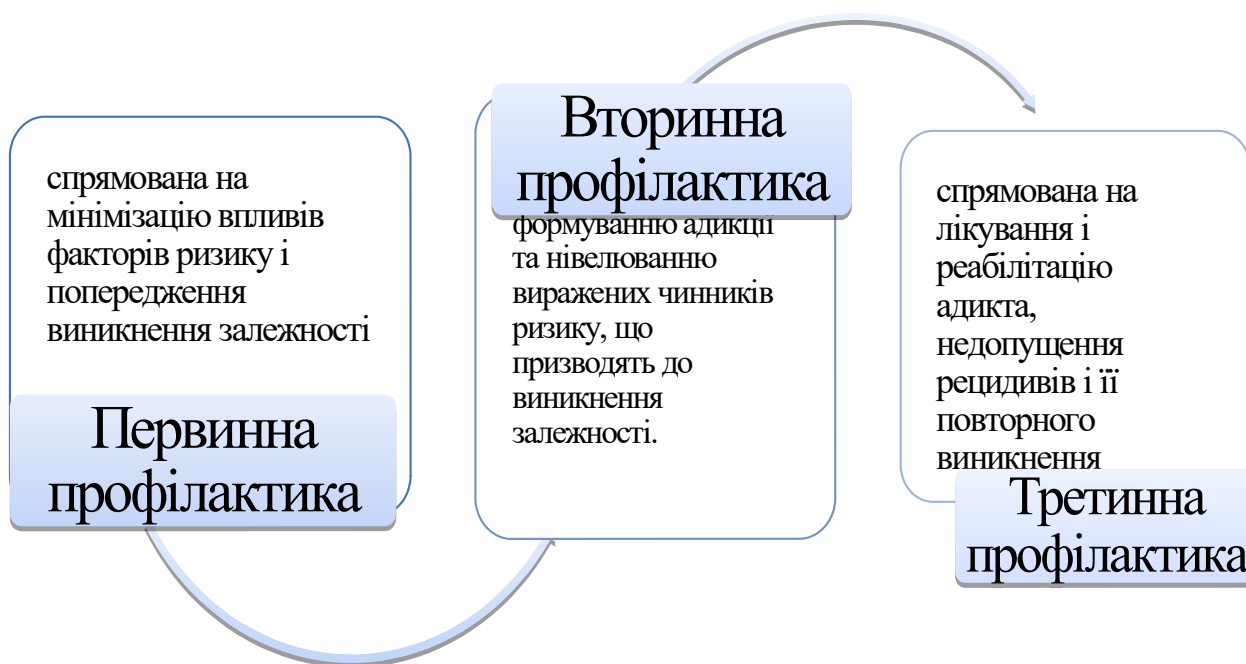 спрямована на
мінімізацію впливів
факторів ризику і
попередження
виникнення залежності
Первинна
профілактика
Вторинна
профілактика
формуванню адикції
та нівелюванню
виражених чинників
ризику, що
призводять до
виникнення
залежності.
спрямована на
лікування і
реабілітацію
адикта,
недопущення
рецидивів і її
повторного
виникнення
Третинна
профілактика